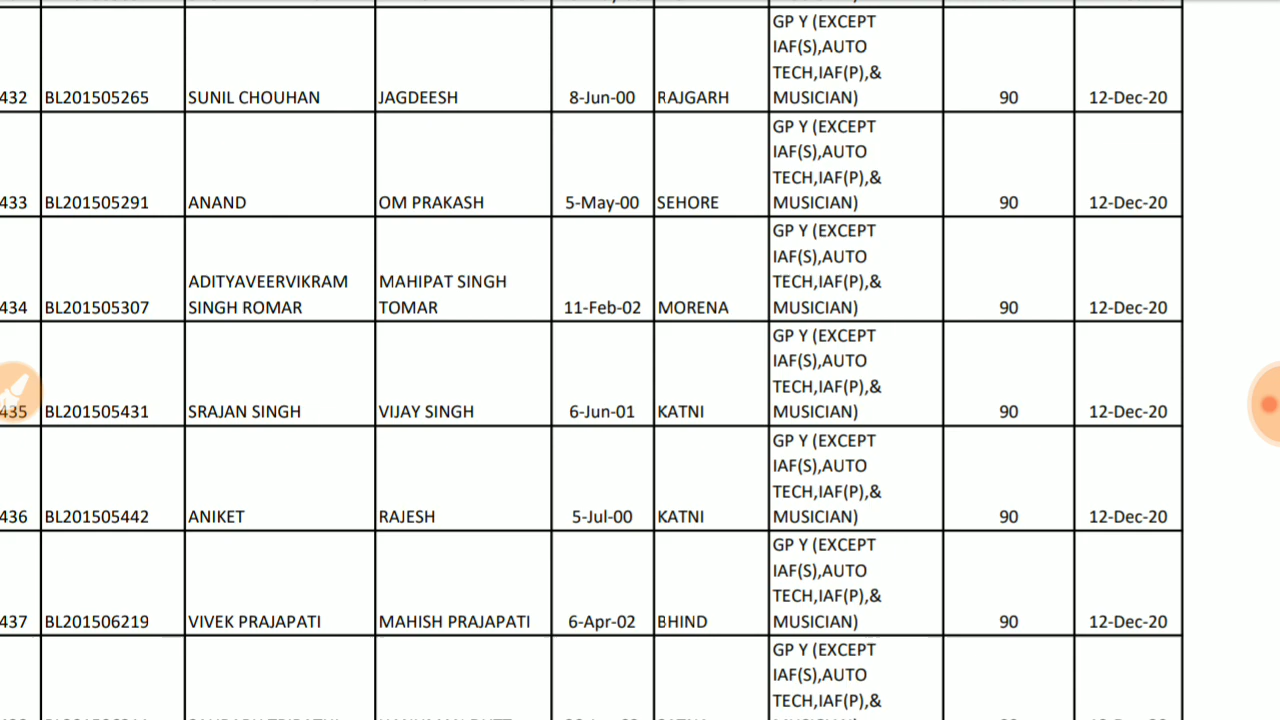 GP Y (EXCEPT
IAF(S),AUTO
TECH,IAF(P),&
432 BL201505265 SUNIL CHOUHAN JAGDEESH 8-Jun-00 RAJGARH MUSICIAN) 90 12-Dec-20
GP Y (EXCEPT
IAF(S),AUTO
TECH,IAF(P),&
433 BL201505291 ANAND OM PRAKASH 5-May-00 SEHORE MUSICIAN) 90 12-Dec-20
GP Y (EXCEPT
IAF(S),AUTO
ADITYAVEERVIKRAM MAHIPAT SINGH TECH,IAF(P),&
434 BL201505307 SINGH ROMAR TOMAR 11-Feb-02 MORENA MUSICIAN) 90 12-Dec-20
GP Y (EXCEPT
IAF(S),AUTO
TECH,IAF(P),&
435 BL201505431 SRAJAN SINGH VIJAY SINGH 6-Jun-01 KATNI MUSICIAN) 90 12-Dec-20
GP Y (EXCEPT
IAF(S),AUTO
TECH,IAF(P),&
436 BL201505442 ANIKET RAJESH 5-Jul-00 KATNI MUSICIAN) 90 12-Dec-20
GP Y (EXCEPT
IAF(S),AUTO
TECH,IAF(P),&
437 BL201506219 VIVEK PRAJAPATI MAHISH PRAJAPATI 6-Apr-02 BHIND MUSICIAN) 90 12-Dec-20
GP Y (EXCEPT
IAF(S),AUTO
TECH,IAF(P),&